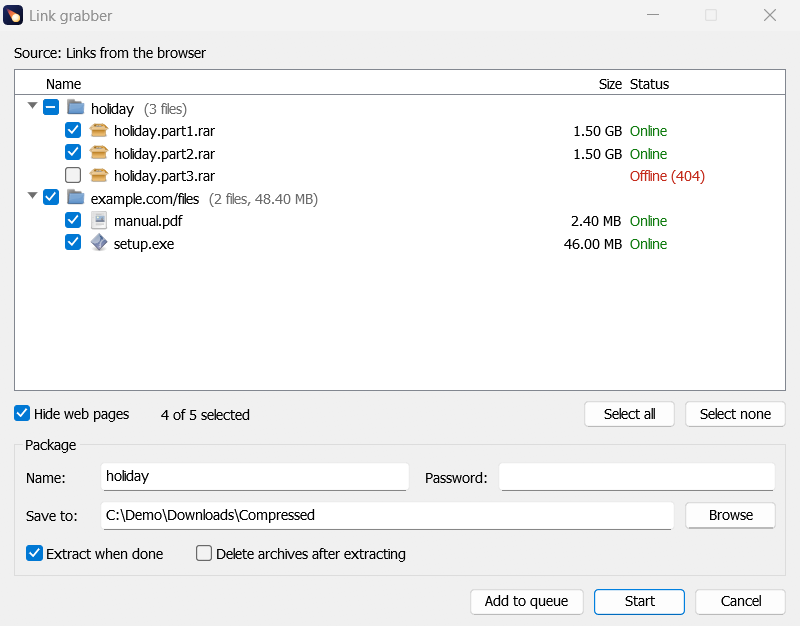 Link grabber
Source: Links from the browser
Name Size Status
holiday (3 files)
holiday.part1.rar 1.50 GB Online
holiday.part2.rar 1.50 GB Online
holiday.part3.rar Offline (404)
example.com/files (2 files, 48.40 MB)
manual.pdf 2.40 MB Online
setup.exe 46.00 MB Online
Hide web pages 4 of 5 selected Select all Select none
Package
Name: holiday Password:
Save to: C:\Demo\Downloads\Compressed Browse
Extract when done Delete archives after extracting
Add to queue Start Cancel